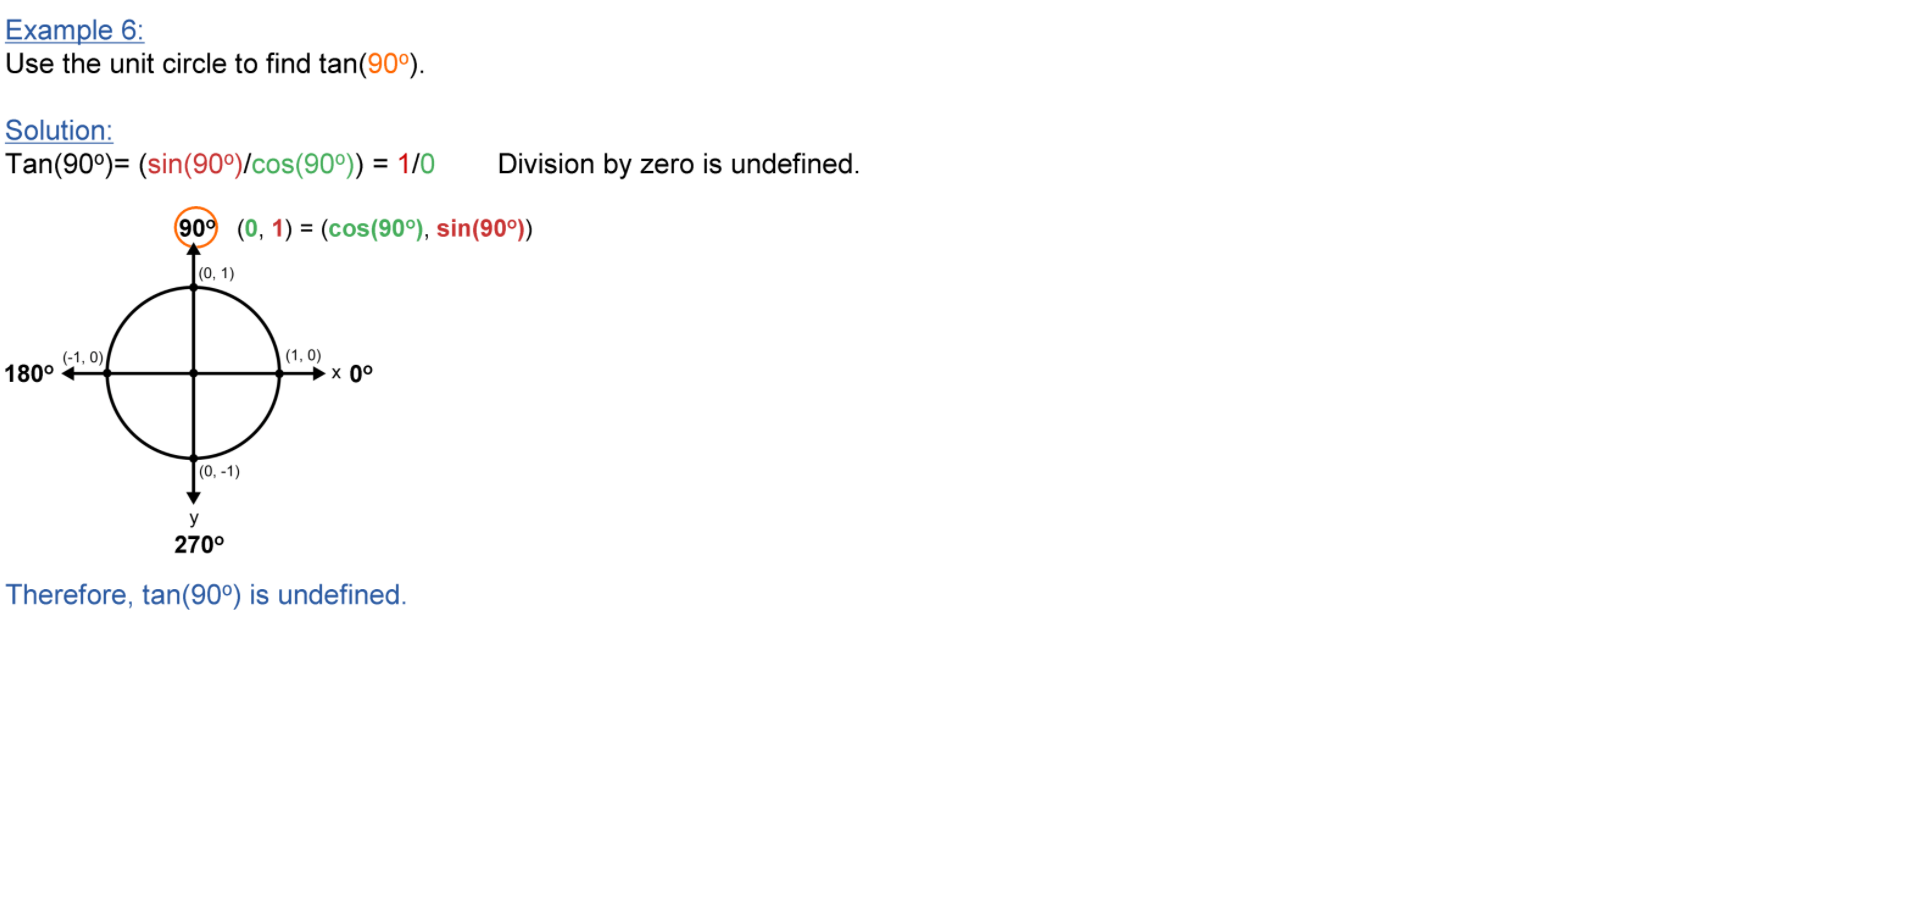 Example 6:
Use the unit circle to find tan(90º).
Solution:
Tan(90º)= (sin(90º)/cos(90º)) = 1/0 Division by zero is undefined.
90º (0, 1) = (cos(90º), sin(90º))
(0, 1)
(-1, 0)
(1, 0)
180º
x 0º
(0, -1)
y
270º
Therefore, tan(90º) is undefined.